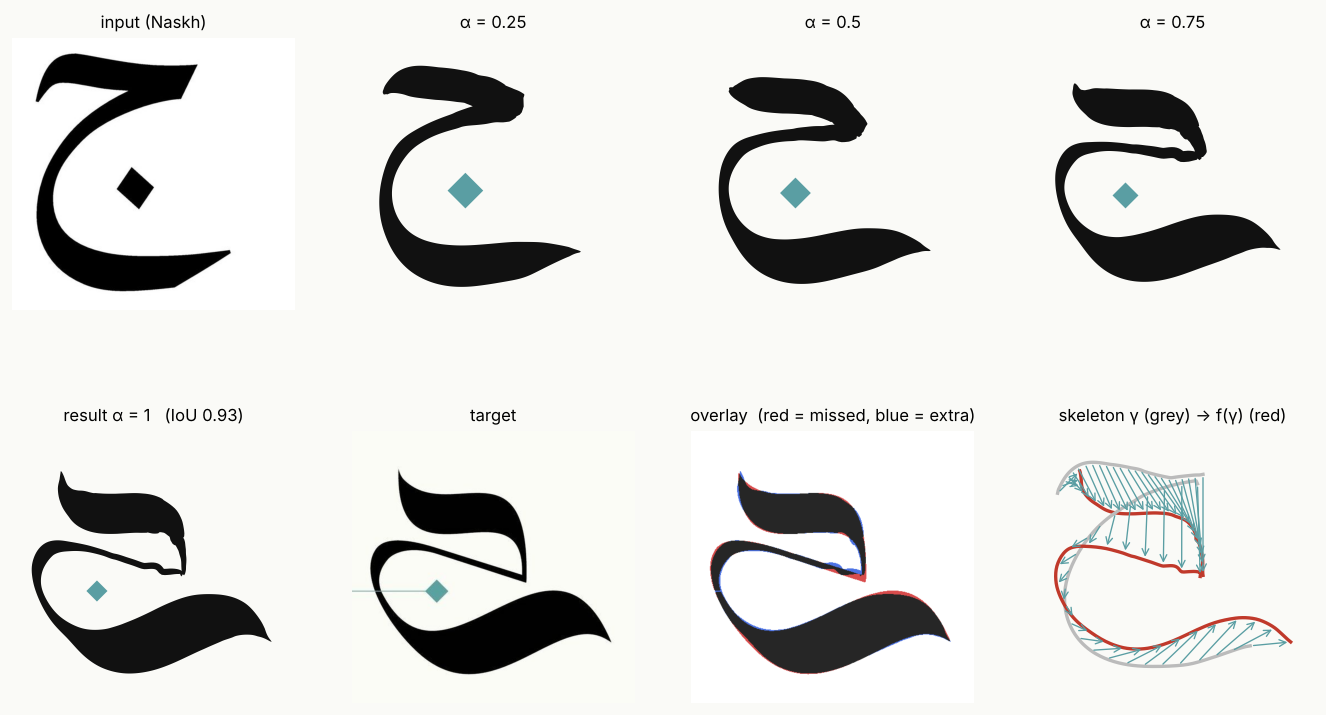 input (Naskh)
α = 0.25
α = 0.5
α = 0.75
ج
ج
ج
ج
result α = 1 (IoU 0.93)
target
overlay (red = missed, blue = extra)
skeleton γ (grey) → f(γ) (red)
ج
ج